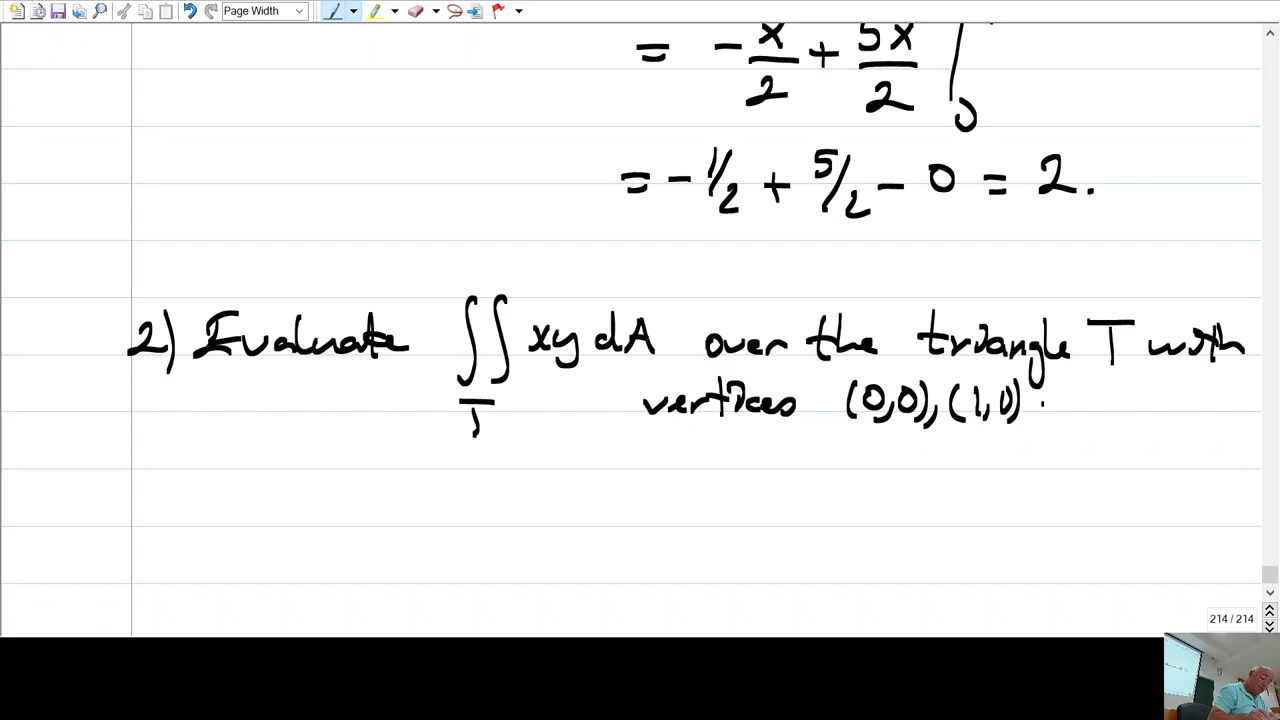 Page Width
= -x/2 + 5x/2 |₀
= -1/2 + 5/2 - 0 = 2.
2) Evaluate ∬ xy dA over the triangle T with
T vertices (0,0), (1,0)
214 / 214